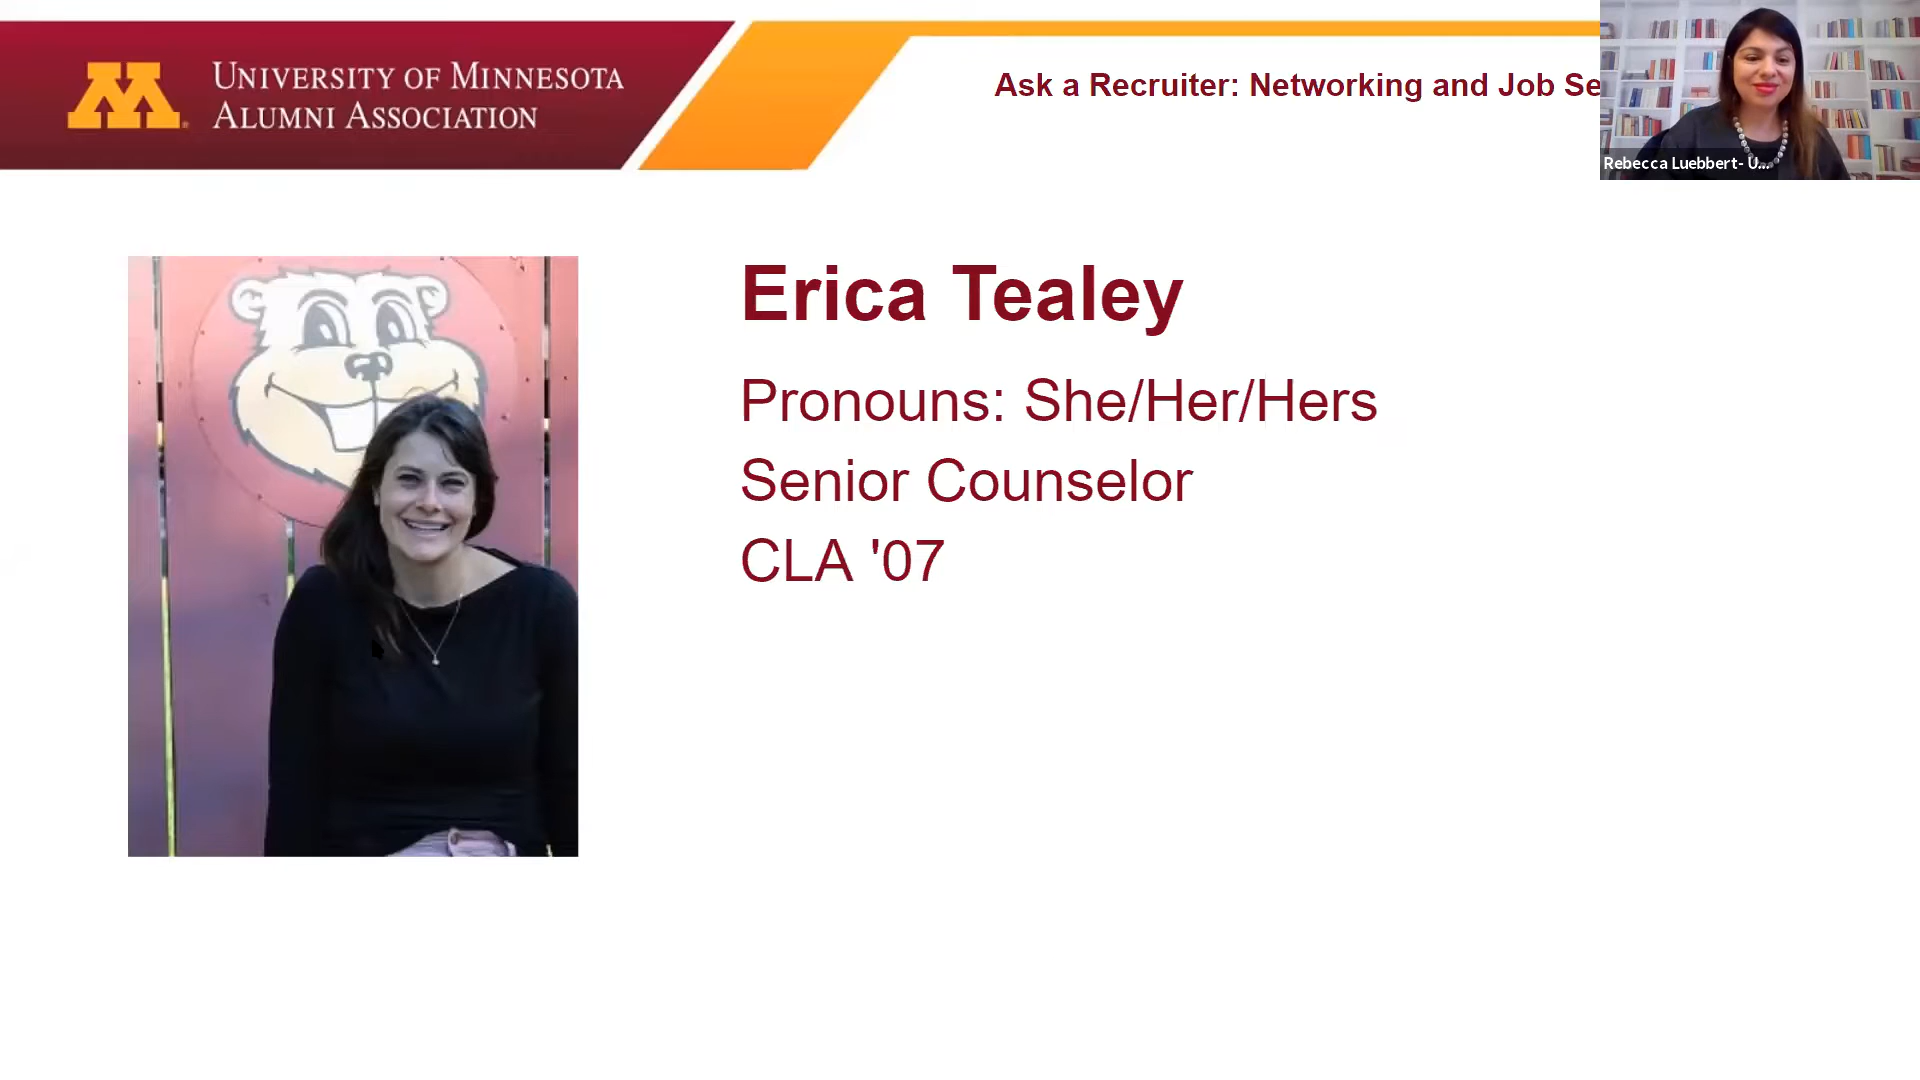 UNIVERSITY OF MINNESOTA
ALUMNI ASSOCIATION
Ask a Recruiter: Networking and Job Se
Rebecca Luebbert- U...
Erica Tealey
Pronouns: She/Her/Hers
Senior Counselor
CLA '07